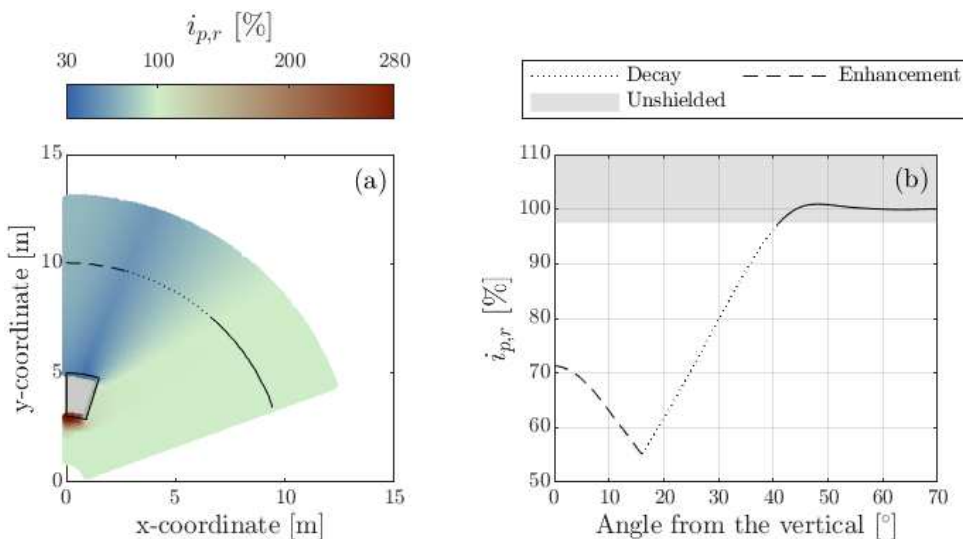 i_{p,r} [%]
30 100 200 280
15
10
5
0
0 5 10 15
(a)
y-coordinate [m]
x-coordinate [m]
Decay Enhancement
Unshielded
110
100
90
80
70
60
50
0 10 20 30 40 50 60 70
(b)
i_{p,r} [%]
Angle from the vertical [°]